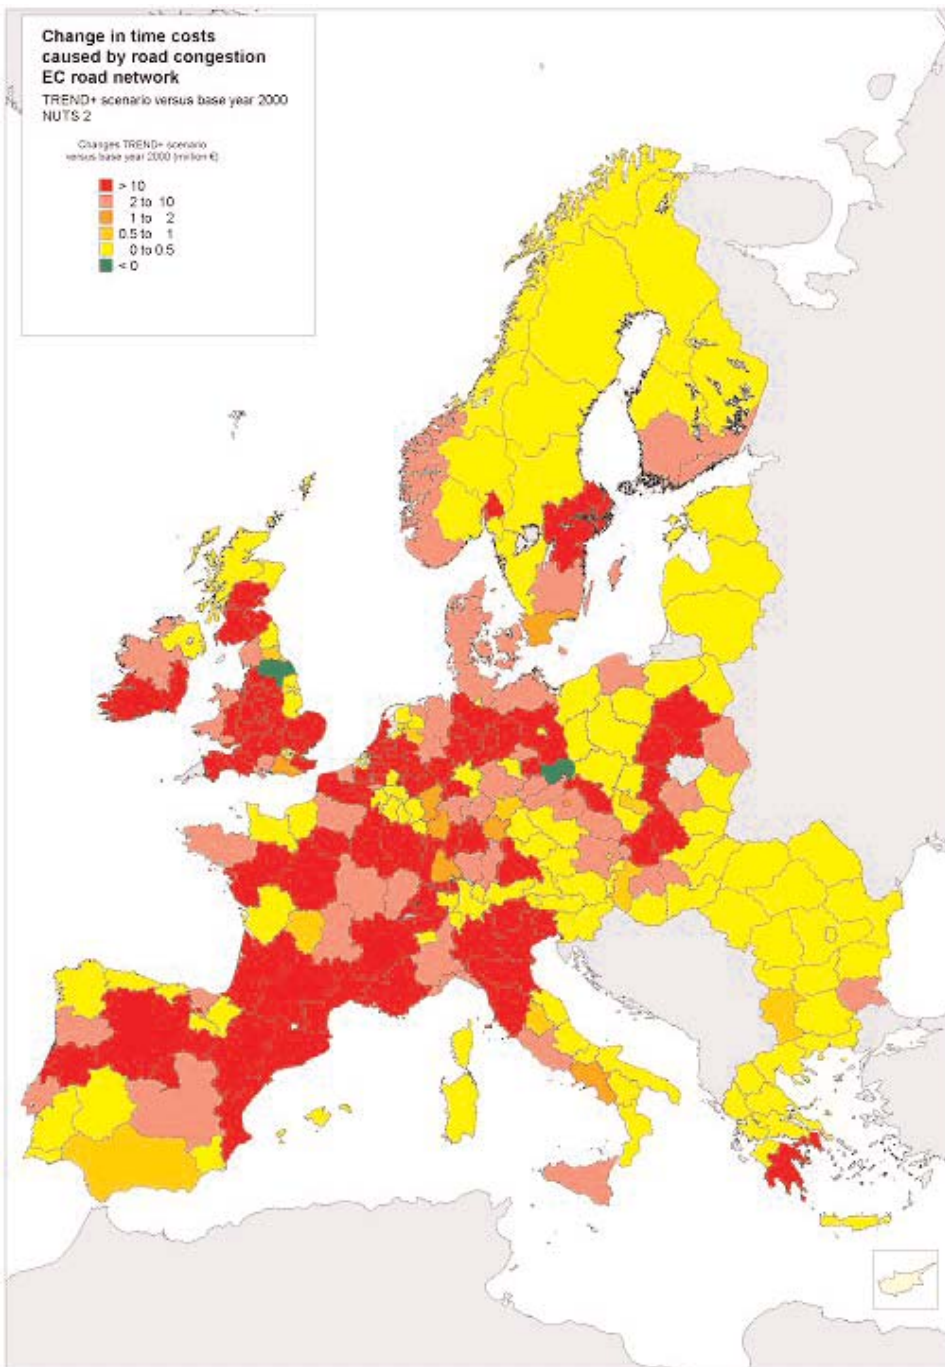 Change in time costs
caused by road congestion
EC road network
TREND+ scenario versus base year 2000
NUTS 2
Changes TREND+ scenario
versus base year 2000 (million €)
> 10
2 to 10
1 to 2
0.5 to 1
0 to 0.5
< 0